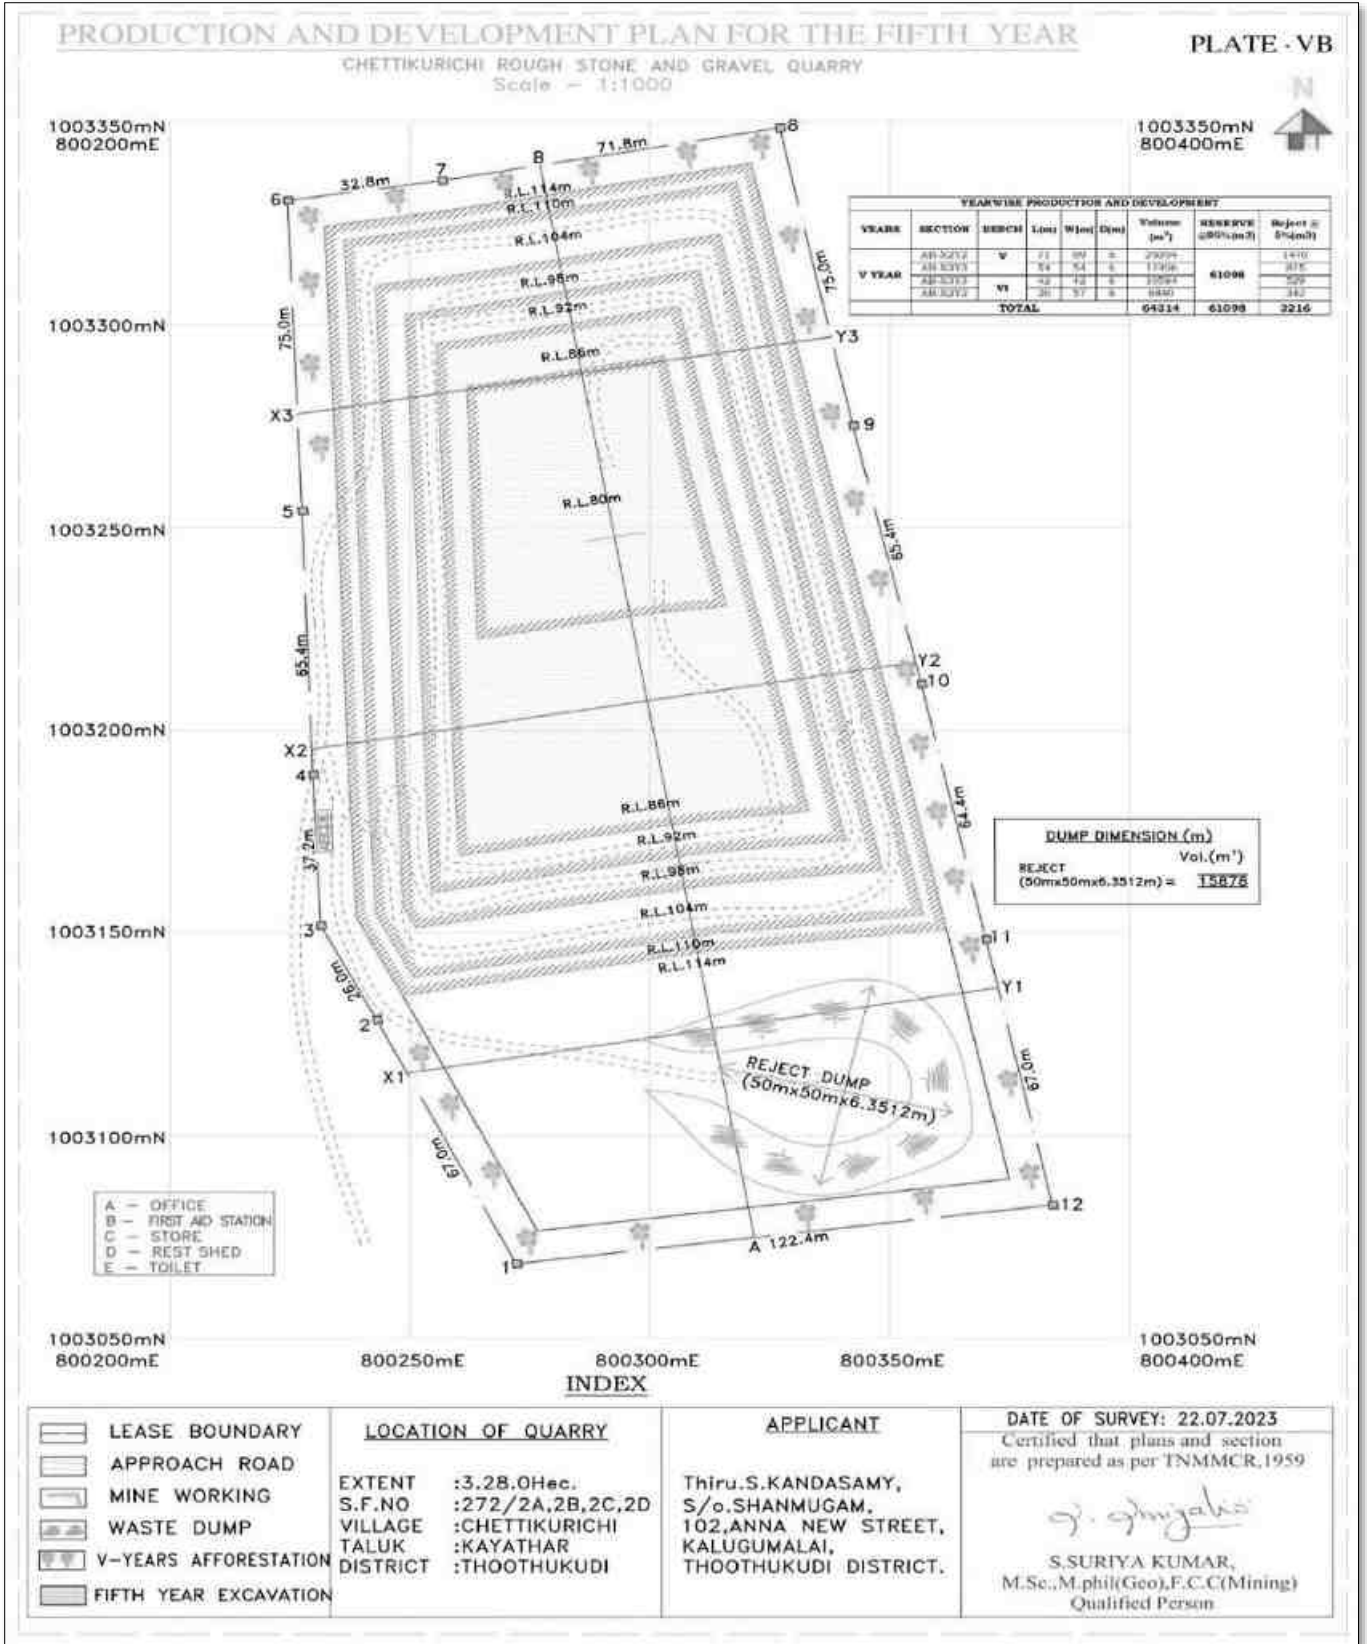 PRODUCTION AND DEVELOPMENT PLAN FOR THE FIFTH YEAR
PLATE - VB
CHETTIKURICHI ROUGH STONE AND GRAVEL QUARRY
Scale - 1:1000
N
1003350mN
800200mE
1003350mN
800400mE
6
32.8m
7
B
71.8m
8
R.L.114m
R.L.110m
R.L.104m
R.L.98m
R.L.92m
R.L.86m
R.L.80m
75.0m
75.0m
YEARWISE PRODUCTION AND DEVELOPMENT
YEARS SECTION BENCH L(m) W(m) D(m) Volume (m³) RESERVE @95%(m3) Reject @ 5%(m3)
V YEAR
V
VI
61098
TOTAL 64314 61098 3216
1003300mN
Y3
X3
9
5
1003250mN
65.4m
65.4m
Y2
10
1003200mN
X2
4
37.2m
64.4m
R.L.86m
R.L.92m
R.L.98m
R.L.104m
R.L.110m
R.L.114m
DUMP DIMENSION (m)
Vol.(m³)
REJECT
(50mx50mx6.3512m) = 15878
1003150mN
3
11
26.0m
2
Y1
X1
67.0m
REJECT DUMP
(50mx50mx6.3512m)
1003100mN
67.0m
12
A 122.4m
1
A - OFFICE
B - FIRST AID STATION
C - STORE
D - REST SHED
E - TOILET
1003050mN
800200mE
800250mE
800300mE
800350mE
1003050mN
800400mE
INDEX
LEASE BOUNDARY
APPROACH ROAD
MINE WORKING
WASTE DUMP
V-YEARS AFFORESTATION
FIFTH YEAR EXCAVATION
LOCATION OF QUARRY
EXTENT :3.28.0Hec.
S.F.NO :272/2A,2B,2C,2D
VILLAGE :CHETTIKURICHI
TALUK :KAYATHAR
DISTRICT :THOOTHUKUDI
APPLICANT
Thiru.S.KANDASAMY,
S/o.SHANMUGAM,
102,ANNA NEW STREET,
KALUGUMALAI,
THOOTHUKUDI DISTRICT.
DATE OF SURVEY: 22.07.2023
Certified that plans and section
are prepared as per TNMMCR,1959
S.SURIYA KUMAR,
M.Sc.,M.phil(Geo),F.C.C(Mining)
Qualified Person